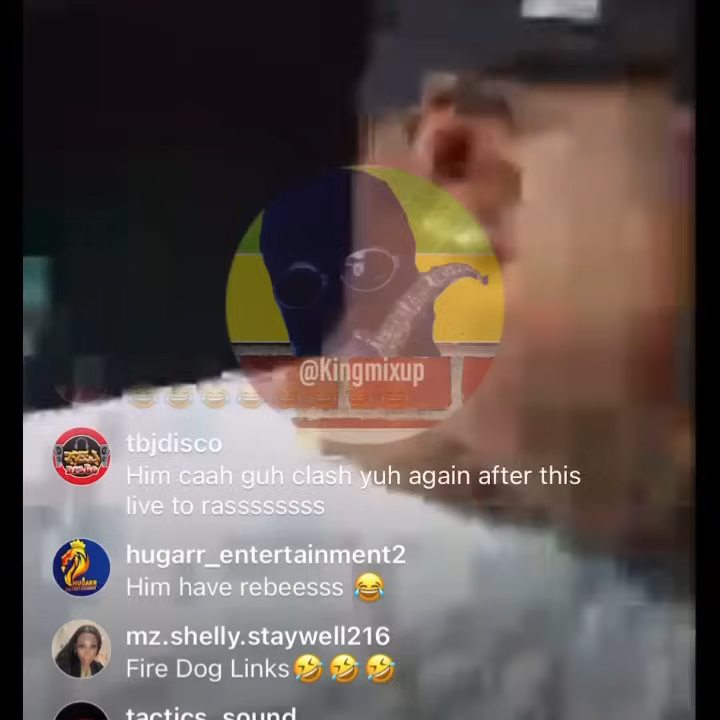 @Kingmixup
tbjdisco
Him caah guh clash yuh again after this
live to rasssssssss
hugarr_entertainment2
Him have rebeesss 😂
mz.shelly.staywell216
Fire Dog Links🤣🤣🤣
tactics_sound